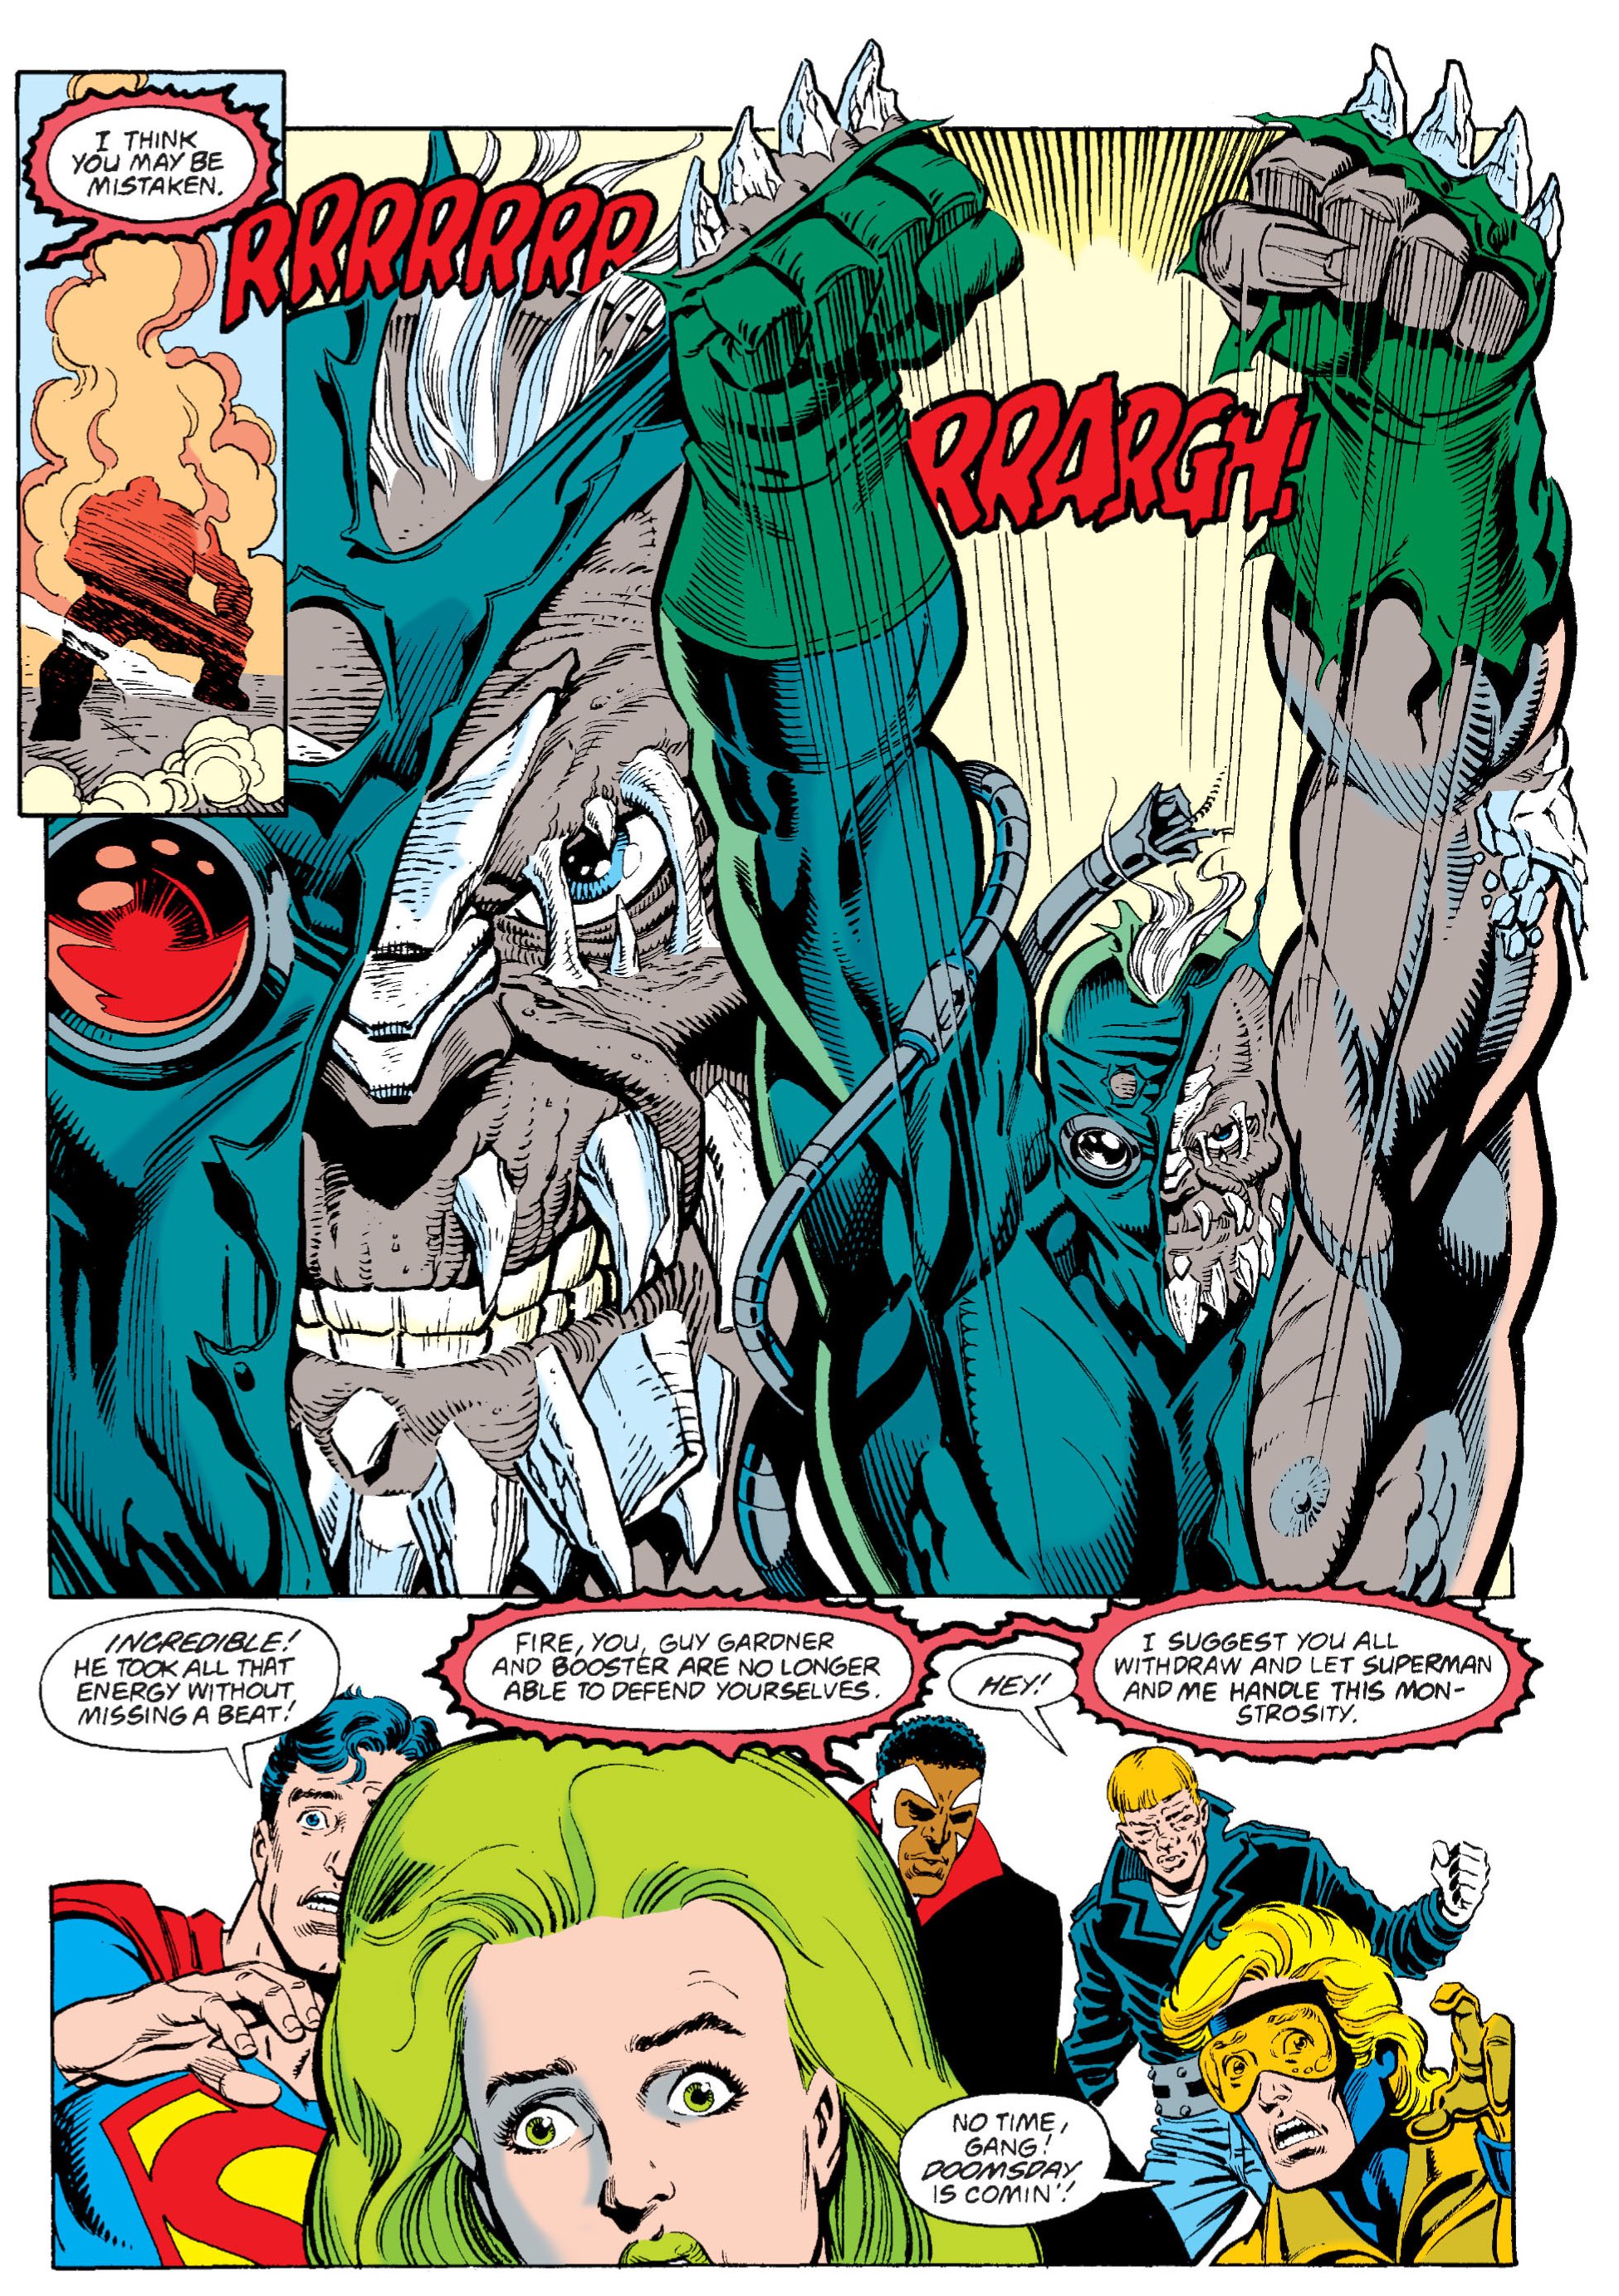 I THINK
YOU MAY BE
MISTAKEN.
RRRRRRR
RRARGH!
INCREDIBLE!
HE TOOK ALL THAT
ENERGY WITHOUT
MISSING A BEAT!
FIRE, YOU, GUY GARDNER
AND BOOSTER ARE NO LONGER
ABLE TO DEFEND YOURSELVES.
HEY!
I SUGGEST YOU ALL
WITHDRAW AND LET SUPERMAN
AND ME HANDLE THIS MON-
STROSITY.
NO TIME,
GANG!
DOOMSDAY
IS COMIN'!
S